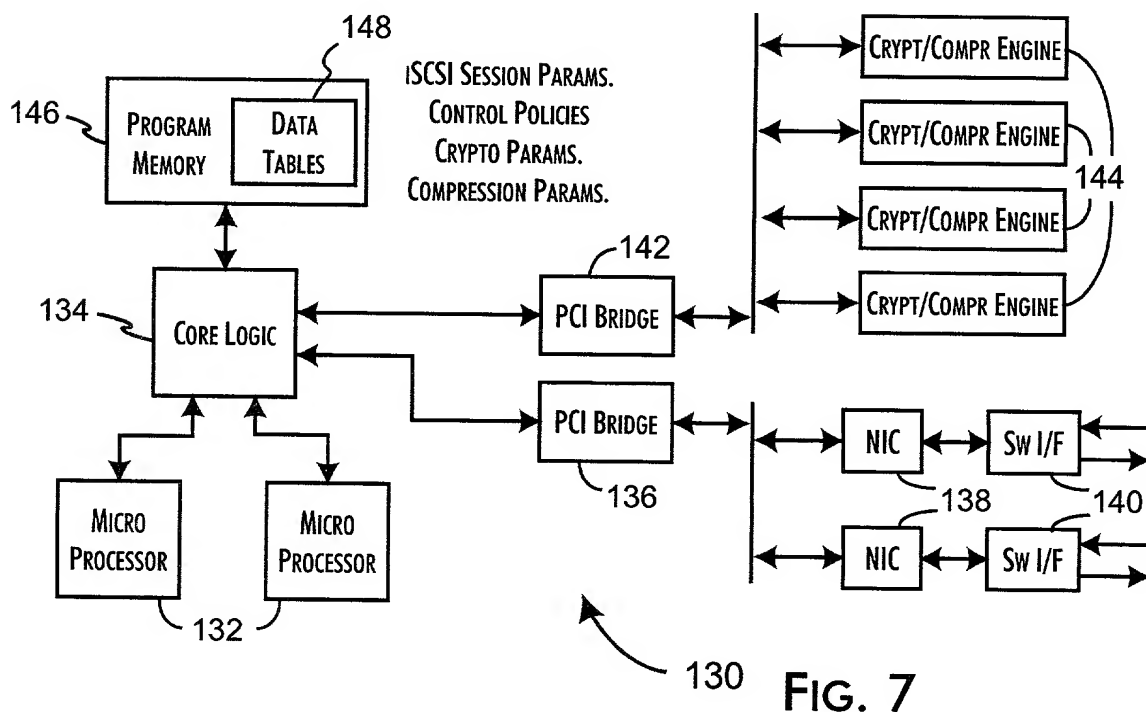 148
146
PROGRAM
MEMORY
DATA
TABLES
iSCSI SESSION PARAMS.
CONTROL POLICIES
CRYPTO PARAMS.
COMPRESSION PARAMS.
CRYPT/COMPR ENGINE
CRYPT/COMPR ENGINE
144
CRYPT/COMPR ENGINE
CRYPT/COMPR ENGINE
142
134
CORE LOGIC
PCI BRIDGE
PCI BRIDGE
136
NIC
SW I/F
138
140
NIC
SW I/F
MICRO
PROCESSOR
MICRO
PROCESSOR
132
130
FIG. 7